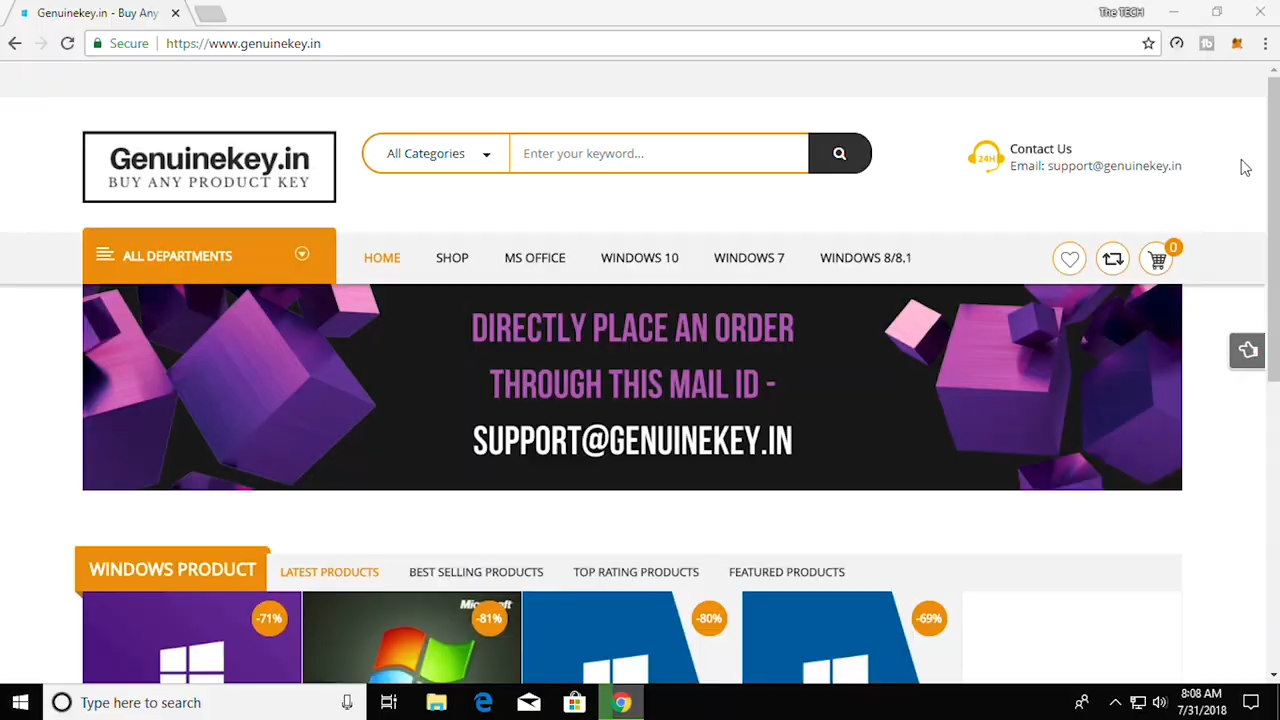 Genuinekey.in - Buy Any
The TECH
Secure
https://www.genuinekey.in
Genuinekey.in
BUY ANY PRODUCT KEY
All Categories
Enter your keyword...
24H
Contact Us
Email: support@genuinekey.in
ALL DEPARTMENTS
HOME
SHOP
MS OFFICE
WINDOWS 10
WINDOWS 7
WINDOWS 8/8.1
0
DIRECTLY PLACE AN ORDER
THROUGH THIS MAIL ID -
SUPPORT@GENUINEKEY.IN
WINDOWS PRODUCT
LATEST PRODUCTS
BEST SELLING PRODUCTS
TOP RATING PRODUCTS
FEATURED PRODUCTS
-71%
Microsoft
-81%
-80%
-69%
Type here to search
8:08 AM
7/31/2018